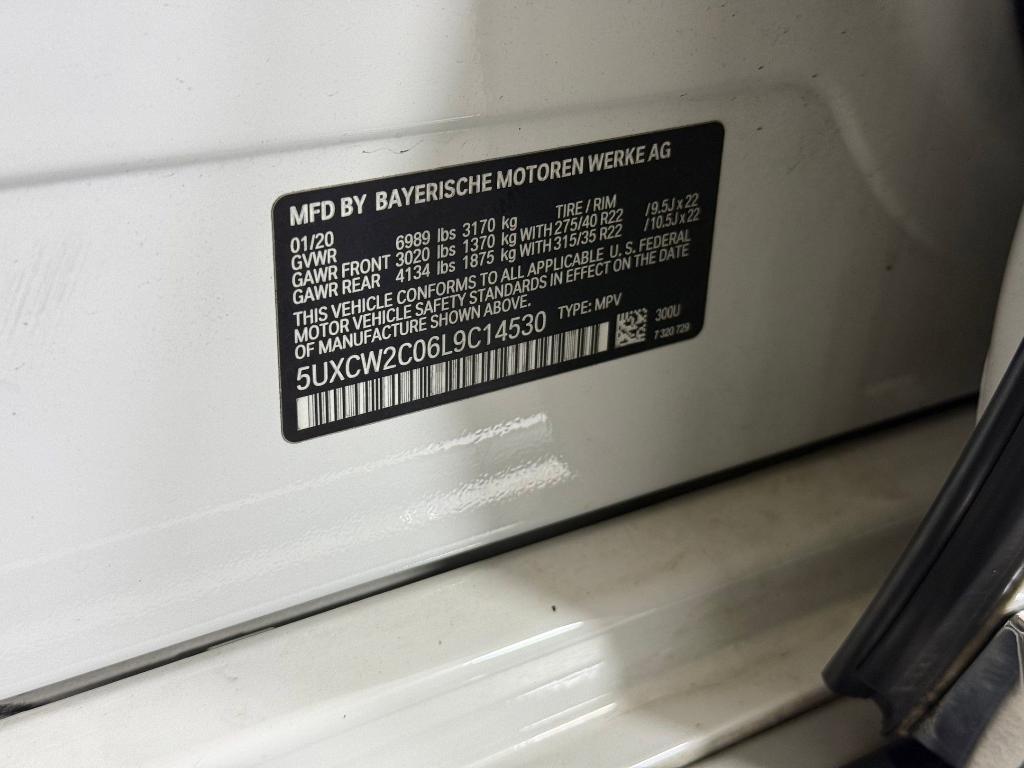 MFD BY BAYERISCHE MOTOREN WERKE AG
01/20 TIRE / RIM
GVWR 6989 lbs 3170 kg
GAWR FRONT 3020 lbs 1370 kg WITH 275/40 R22 /9.5J x 22
GAWR REAR 4134 lbs 1875 kg WITH 315/35 R22 /10.5J x 22
THIS VEHICLE CONFORMS TO ALL APPLICABLE U. S. FEDERAL
MOTOR VEHICLE SAFETY STANDARDS IN EFFECT ON THE DATE
OF MANUFACTURE SHOWN ABOVE.
5UXCW2C06L9C14530 TYPE: MPV
300U
7 320 729